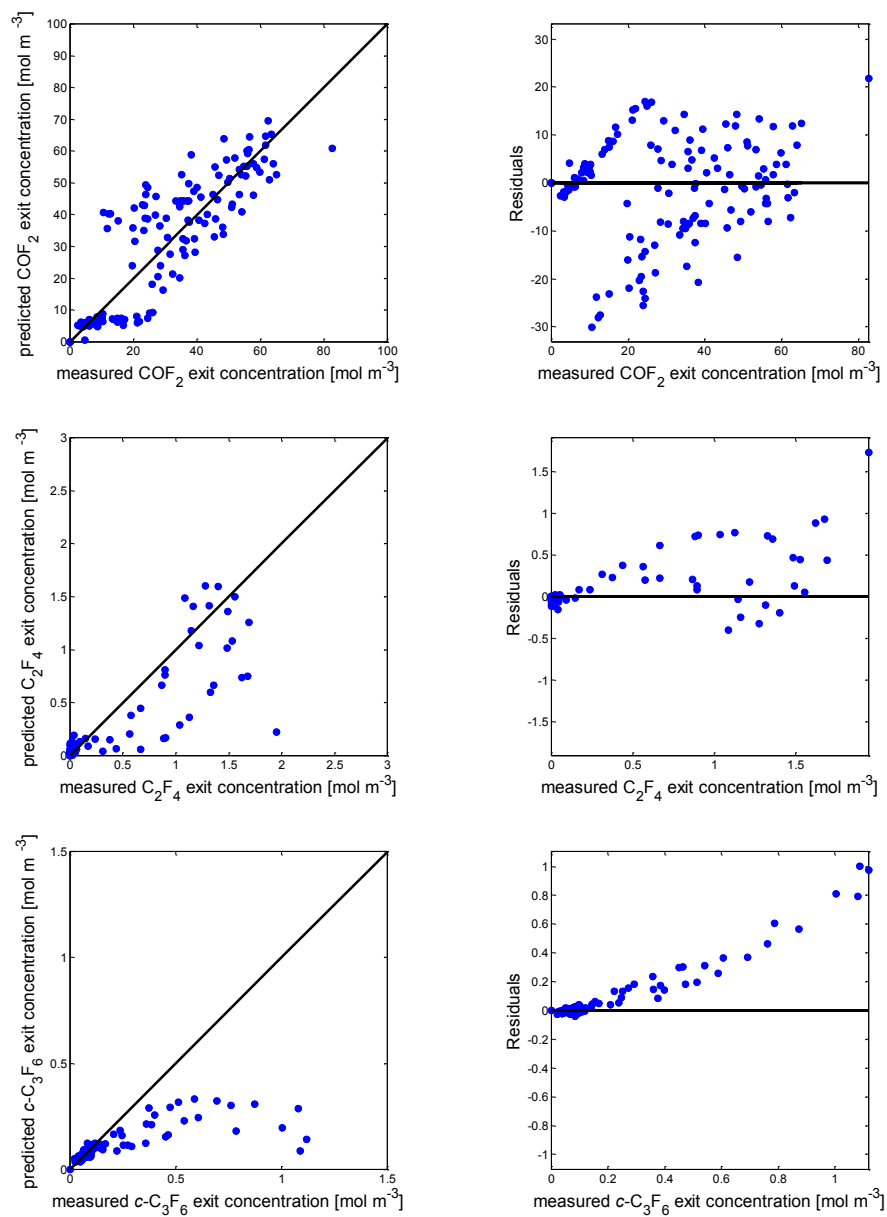 100
90
80
70
60
50
40
30
20
10
0
0 20 40 60 80 100
predicted COF₂ exit concentration [mol m⁻³]
measured COF₂ exit concentration [mol m⁻³]
30
20
10
0
-10
-20
-30
0 20 40 60 80
Residuals
measured COF₂ exit concentration [mol m⁻³]
3
2.5
2
1.5
1
0.5
0
0 0.5 1 1.5 2 2.5 3
predicted C₂F₄ exit concentration [mol m⁻³]
measured C₂F₄ exit concentration [mol m⁻³]
1.5
1
0.5
0
-0.5
-1
-1.5
0 0.5 1 1.5
Residuals
measured C₂F₄ exit concentration [mol m⁻³]
1.5
1
0.5
0
0 0.5 1 1.5
predicted c-C₃F₆ exit concentration [mol m⁻³]
measured c-C₃F₆ exit concentration [mol m⁻³]
1
0.8
0.6
0.4
0.2
0
-0.2
-0.4
-0.6
-0.8
-1
0 0.2 0.4 0.6 0.8 1
Residuals
measured c-C₃F₆ exit concentration [mol m⁻³]